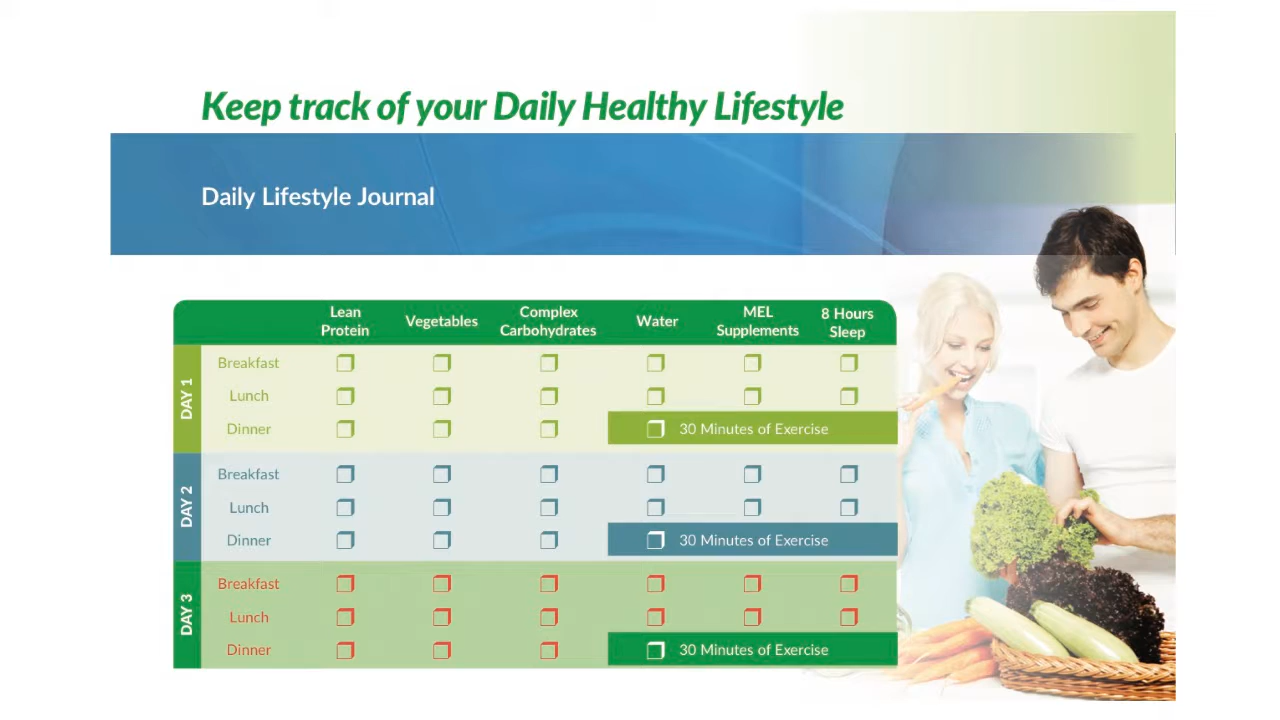 Keep track of your Daily Healthy Lifestyle
Daily Lifestyle Journal
Lean Protein Vegetables Complex Carbohydrates Water MEL Supplements 8 Hours Sleep
DAY 1
Breakfast
Lunch
Dinner 30 Minutes of Exercise
DAY 2
Breakfast
Lunch
Dinner 30 Minutes of Exercise
DAY 3
Breakfast
Lunch
Dinner 30 Minutes of Exercise